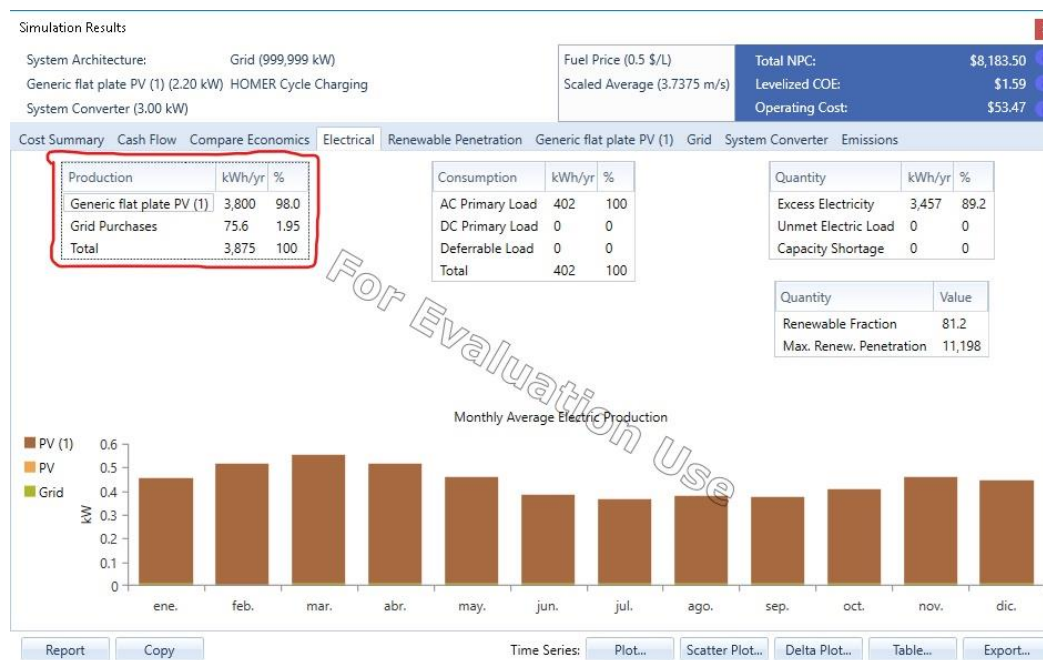 Simulation Results
System Architecture: Grid (999,999 kW)
Generic flat plate PV (1) (2.20 kW) HOMER Cycle Charging
System Converter (3.00 kW)
Fuel Price (0.5 $/L)
Scaled Average (3.7375 m/s)
Total NPC: $8,183.50
Levelized COE: $1.59
Operating Cost: $53.47
Cost Summary Cash Flow Compare Economics Electrical Renewable Penetration Generic flat plate PV (1) Grid System Converter Emissions
Production kWh/yr %
Generic flat plate PV (1) 3,800 98.0
Grid Purchases 75.6 1.95
Total 3,875 100
Consumption kWh/yr %
AC Primary Load 402 100
DC Primary Load 0 0
Deferrable Load 0 0
Total 402 100
Quantity kWh/yr %
Excess Electricity 3,457 89.2
Unmet Electric Load 0 0
Capacity Shortage 0 0
Quantity Value
Renewable Fraction 81.2
Max. Renew. Penetration 11,198
For Evaluation Use
Monthly Average Electric Production
PV (1)
PV
Grid
kW
0.6
0.5
0.4
0.3
0.2
0.1
0
ene. feb. mar. abr. may. jun. jul. ago. sep. oct. nov. dic.
Report Copy Time Series: Plot... Scatter Plot... Delta Plot... Table... Export...